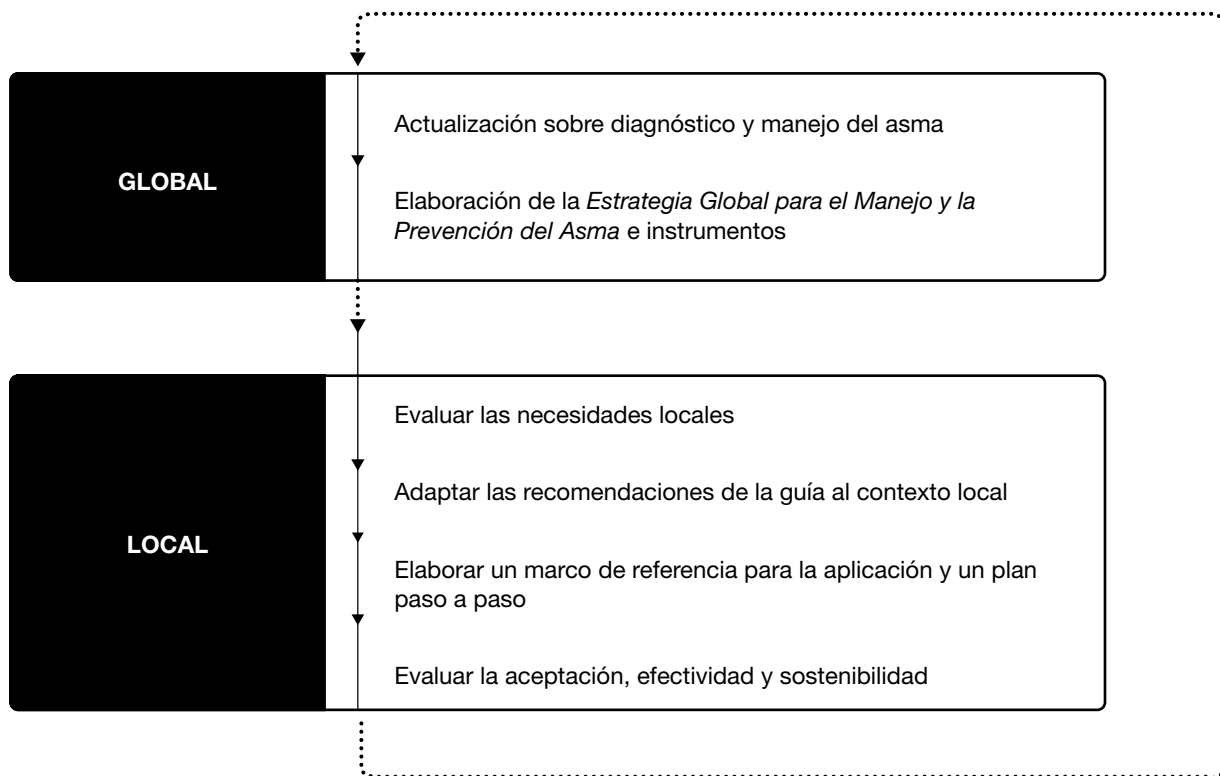 GLOBAL
Actualización sobre diagnóstico y manejo del asma
Elaboración de la Estrategia Global para el Manejo y la
Prevención del Asma e instrumentos
LOCAL
Evaluar las necesidades locales
Adaptar las recomendaciones de la guía al contexto local
Elaborar un marco de referencia para la aplicación y un plan
paso a paso
Evaluar la aceptación, efectividad y sostenibilidad